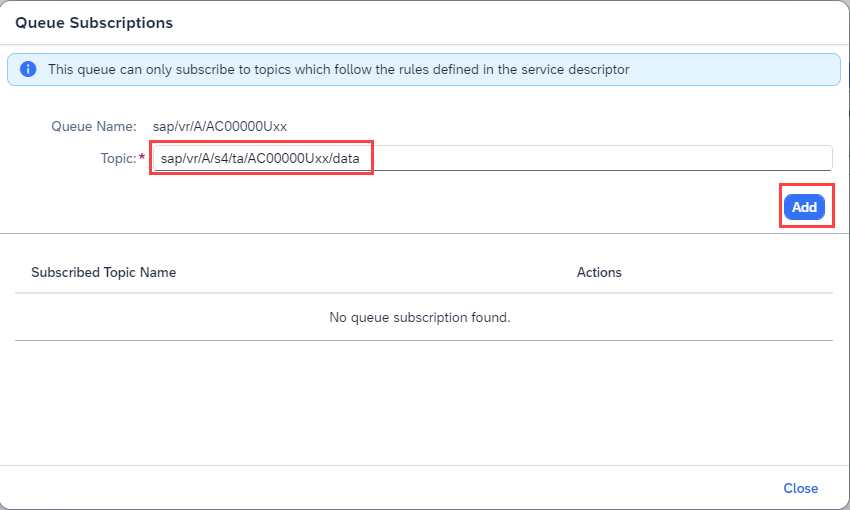 Queue Subscriptions
This queue can only subscribe to topics which follow the rules defined in the service descriptor
Queue Name: sap/vr/A/AC00000Uxx
Topic:* sap/vr/A/s4/ta/AC00000Uxx/data
Add
Subscribed Topic Name Actions
No queue subscription found.
Close